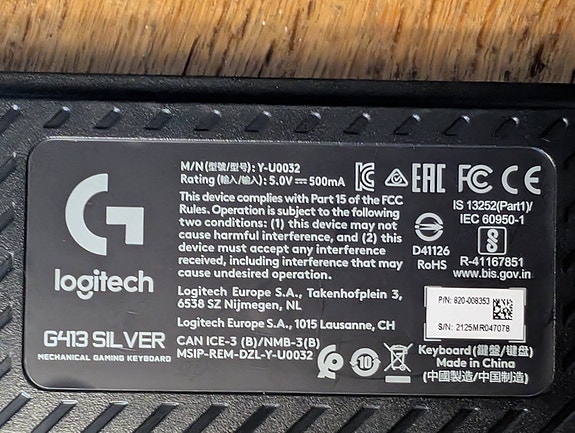 M/N (型號/型号): Y-U0032
Rating (輸入/输入): 5.0V ⎓ 500mA
This device complies with Part 15 of the FCC
Rules. Operation is subject to the following
two conditions: (1) this device may not
cause harmful interference, and (2) this
device must accept any interference
received, including interference that may
cause undesired operation.
Logitech Europe S.A., Takenhofplein 3,
6538 SZ Nijmegen, NL
Logitech Europe S.A., 1015 Lausanne, CH
CAN ICE-3 (B)/NMB-3(B)
MSIP-REM-DZL-Y-U0032
logitech
G413 SILVER
MECHANICAL GAMING KEYBOARD
EAC FC CE
IS 13252(Part1)/
IEC 60950-1
D41126
RoHS
R-41167851
www.bis.gov.in
P/N: 820-008353
S/N: 2125MR047078
10
Keyboard (鍵盤/键盘)
Made in China
(中國製造/中国制造)